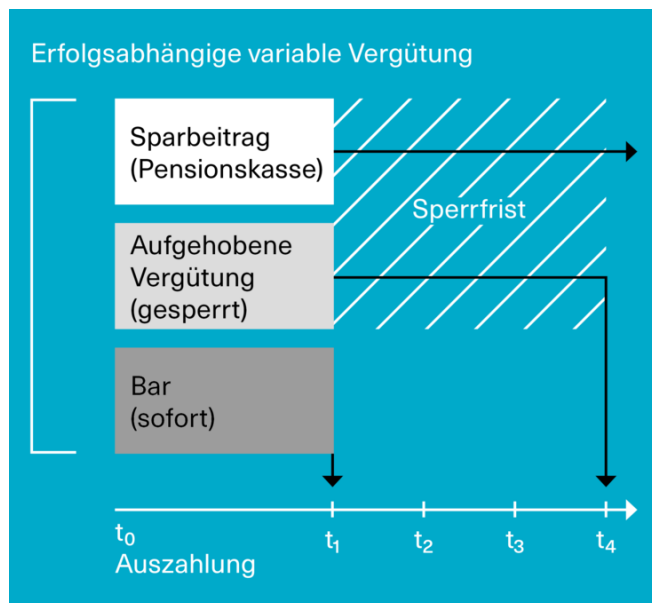 Erfolgsabhängige variable Vergütung
Sparbeitrag
(Pensionskasse)
Sperrfrist
Aufgehobene
Vergütung
(gesperrt)
Bar
(sofort)
t₀
t₁
t₂
t₃
t₄
Auszahlung